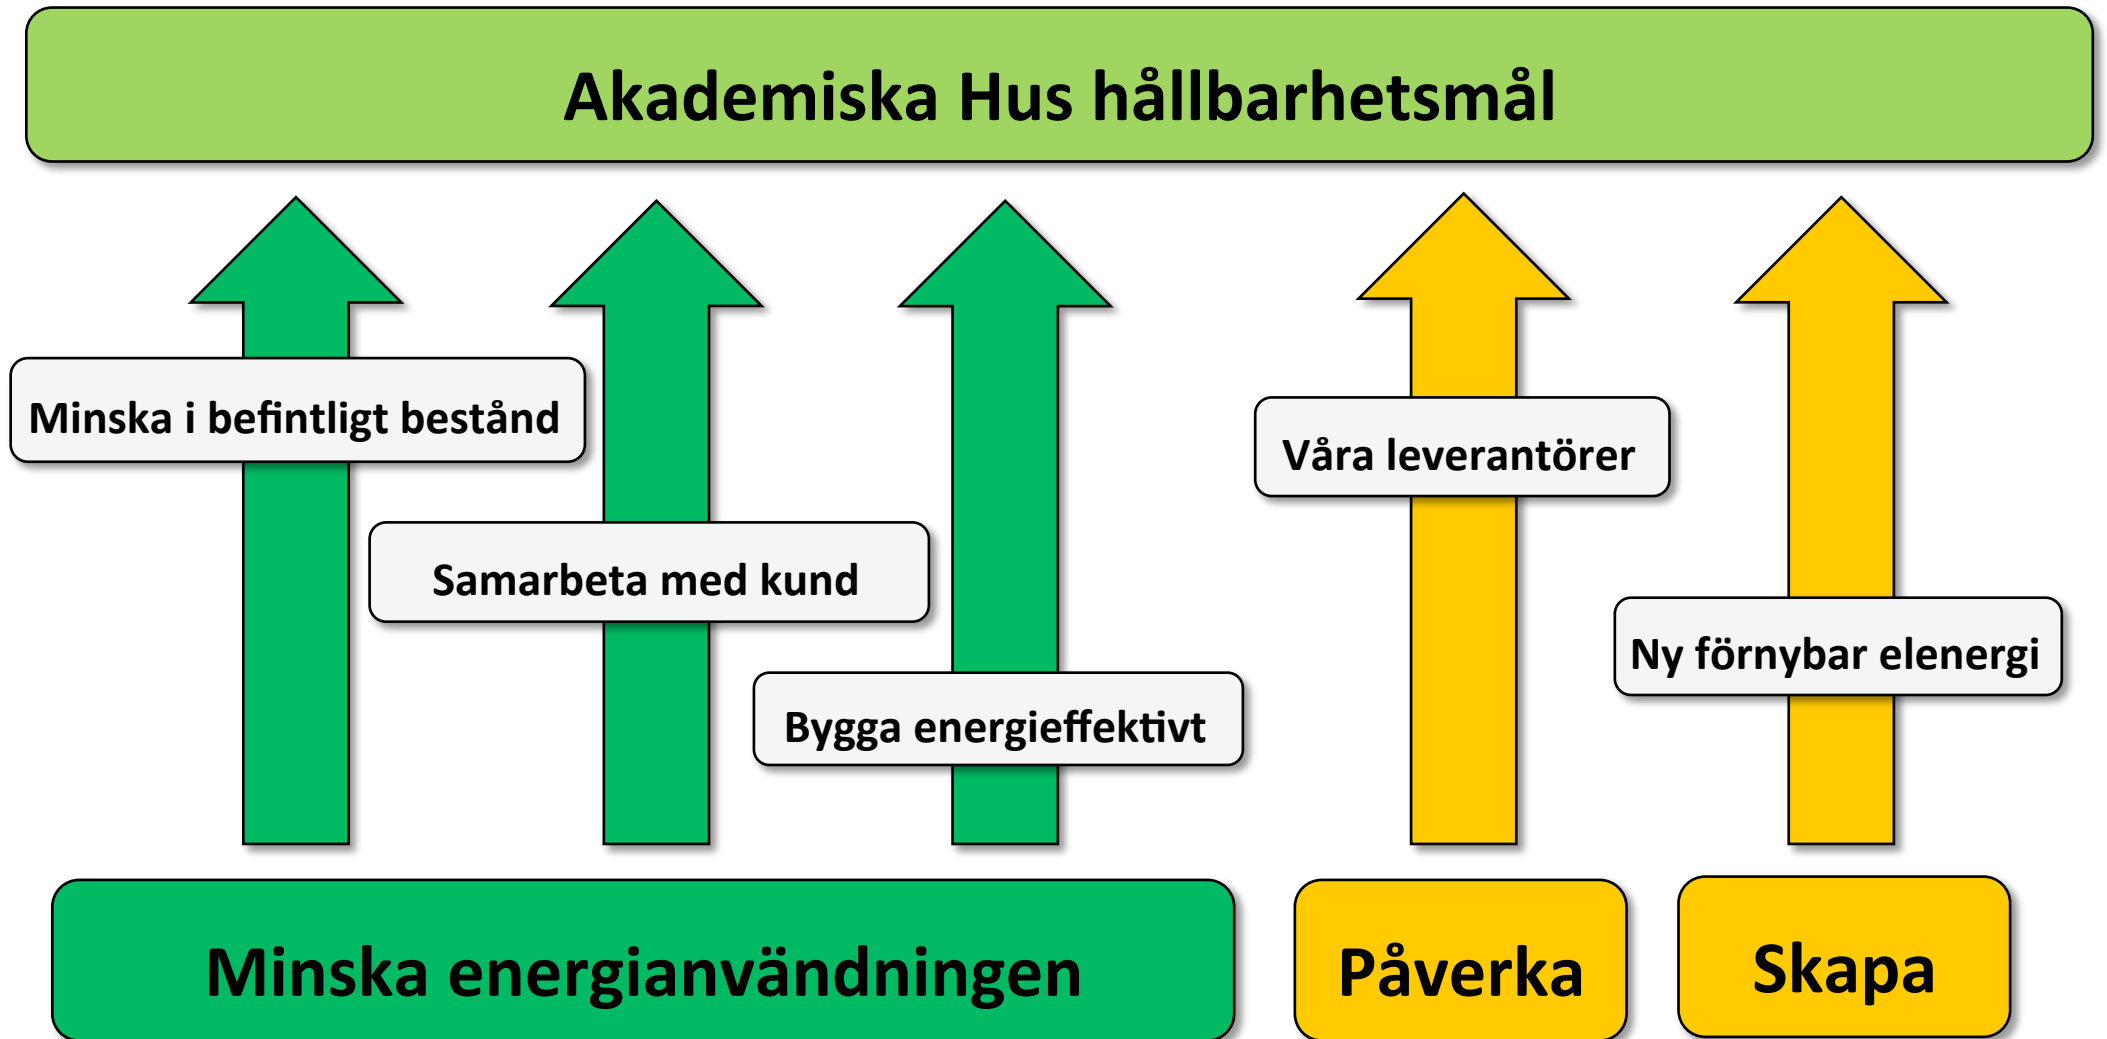 Akademiska Hus hållbarhetsmål
Minska i befintligt bestånd
Våra leverantörer
Samarbeta med kund
Ny förnybar elenergi
Bygga energieffektivt
Minska energianvändningen
Påverka
Skapa